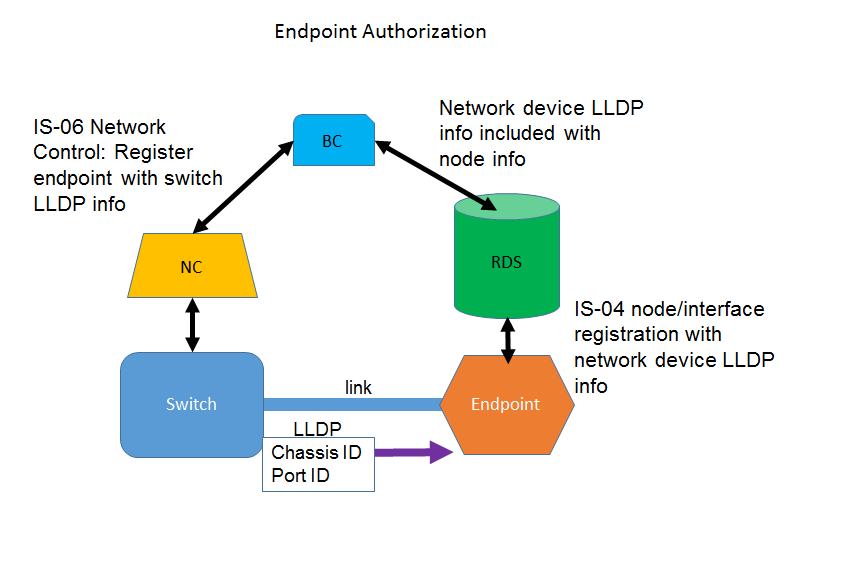 Endpoint Authorization
IS-06 Network
Control: Register
endpoint with switch
LLDP info
BC
Network device LLDP
info included with
node info
NC
RDS
IS-04 node/interface
registration with
network device LLDP
info
Switch
link
Endpoint
LLDP
Chassis ID
Port ID